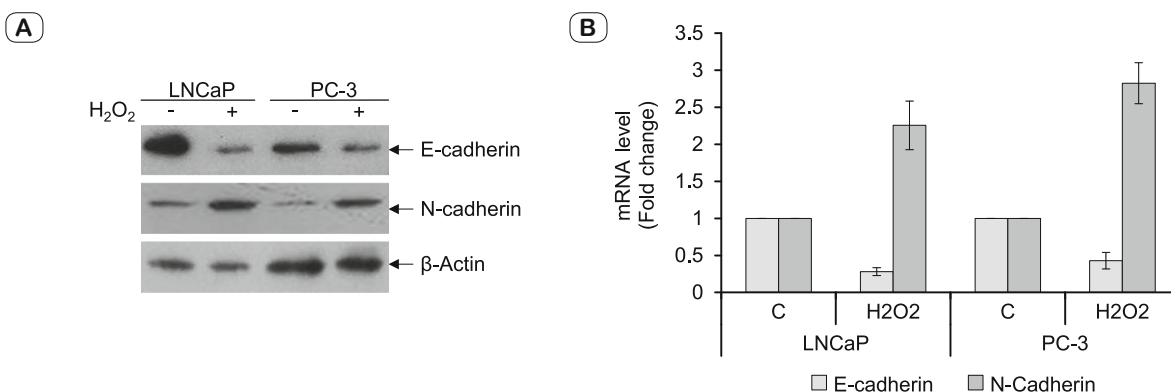 A
LNCaP PC-3
H₂O₂ - + - +
E-cadherin
N-cadherin
β-Actin
B
mRNA level
(Fold change)
3.5
3
2.5
2
1.5
1
0.5
0
C H2O2 C H2O2
LNCaP PC-3
E-cadherin N-Cadherin